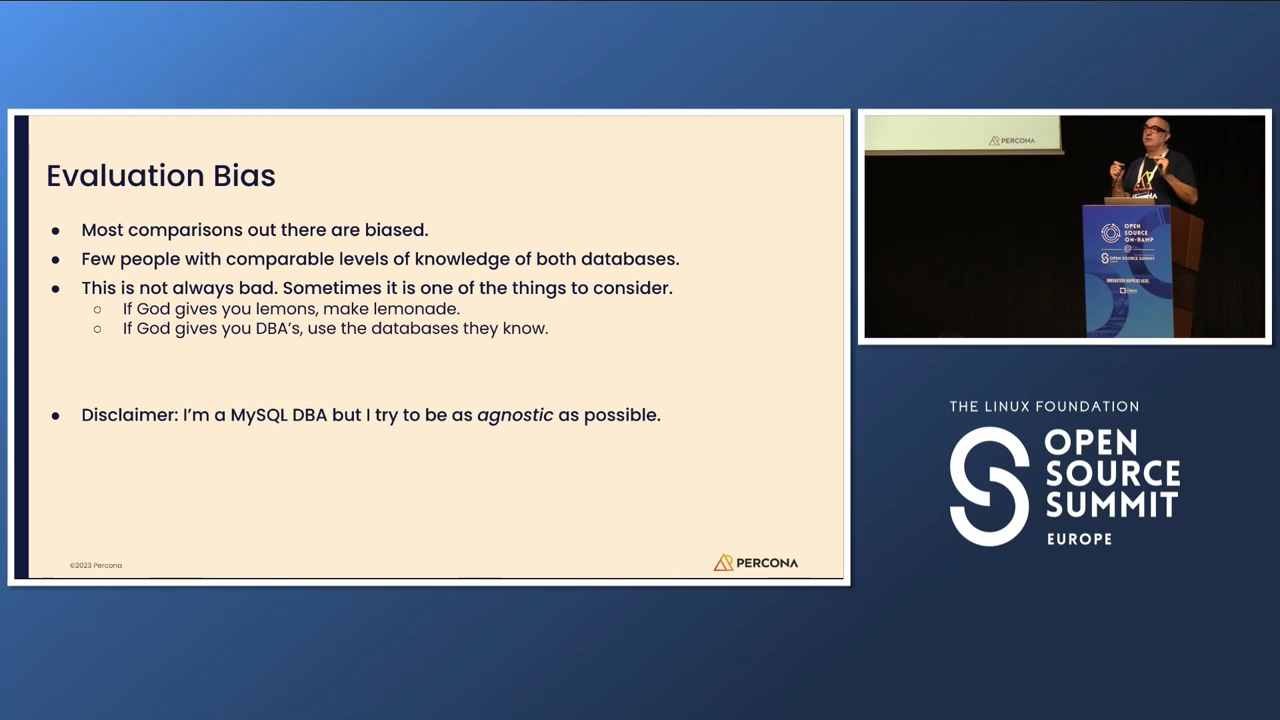 Evaluation Bias
● Most comparisons out there are biased.
● Few people with comparable levels of knowledge of both databases.
● This is not always bad. Sometimes it is one of the things to consider.
○ If God gives you lemons, make lemonade.
○ If God gives you DBA's, use the databases they know.
● Disclaimer: I'm a MySQL DBA but I try to be as agnostic as possible.
©2023 Percona
PERCONA
PERCONA
OPEN
SOURCE
ON-RAMP
@
OPEN SOURCE SUMMIT
INNOVATION HAPPENS HERE.
THE LINUX FOUNDATION
OPEN
SOURCE
SUMMIT
EUROPE